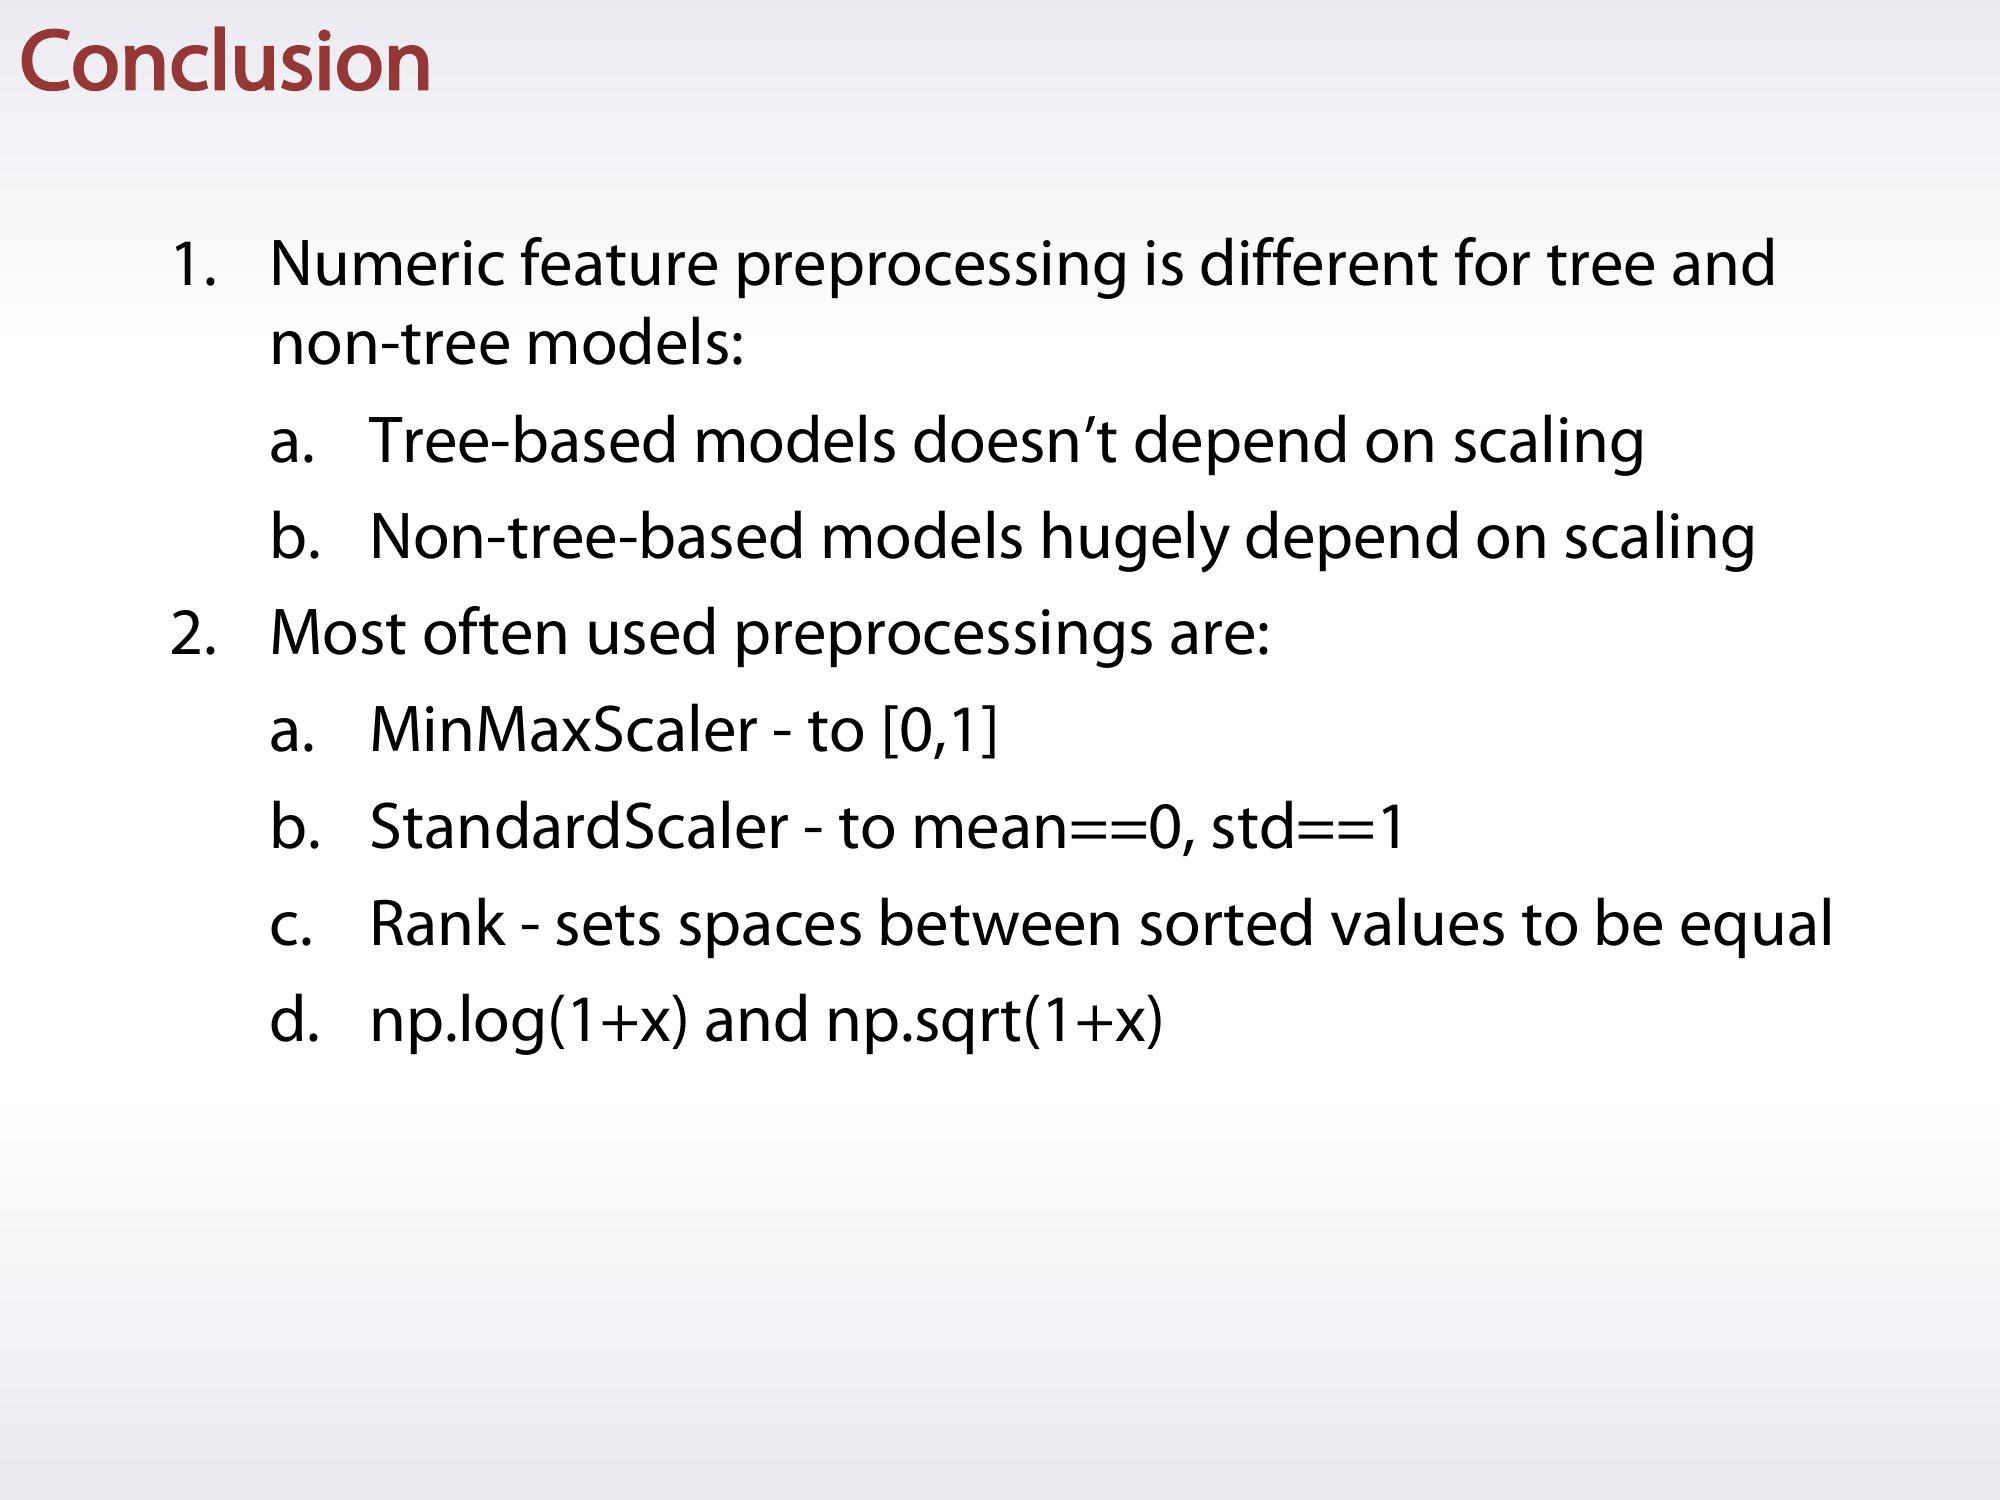 Conclusion
1. Numeric feature preprocessing is different for tree and
non-tree models:
a. Tree-based models doesn’t depend on scaling
b. Non-tree-based models hugely depend on scaling
2. Most often used preprocessings are:
a. MinMaxScaler - to [0,1]
b. StandardScaler - to mean==0, std==1
c. Rank - sets spaces between sorted values to be equal
d. np.log(1+x) and np.sqrt(1+x)